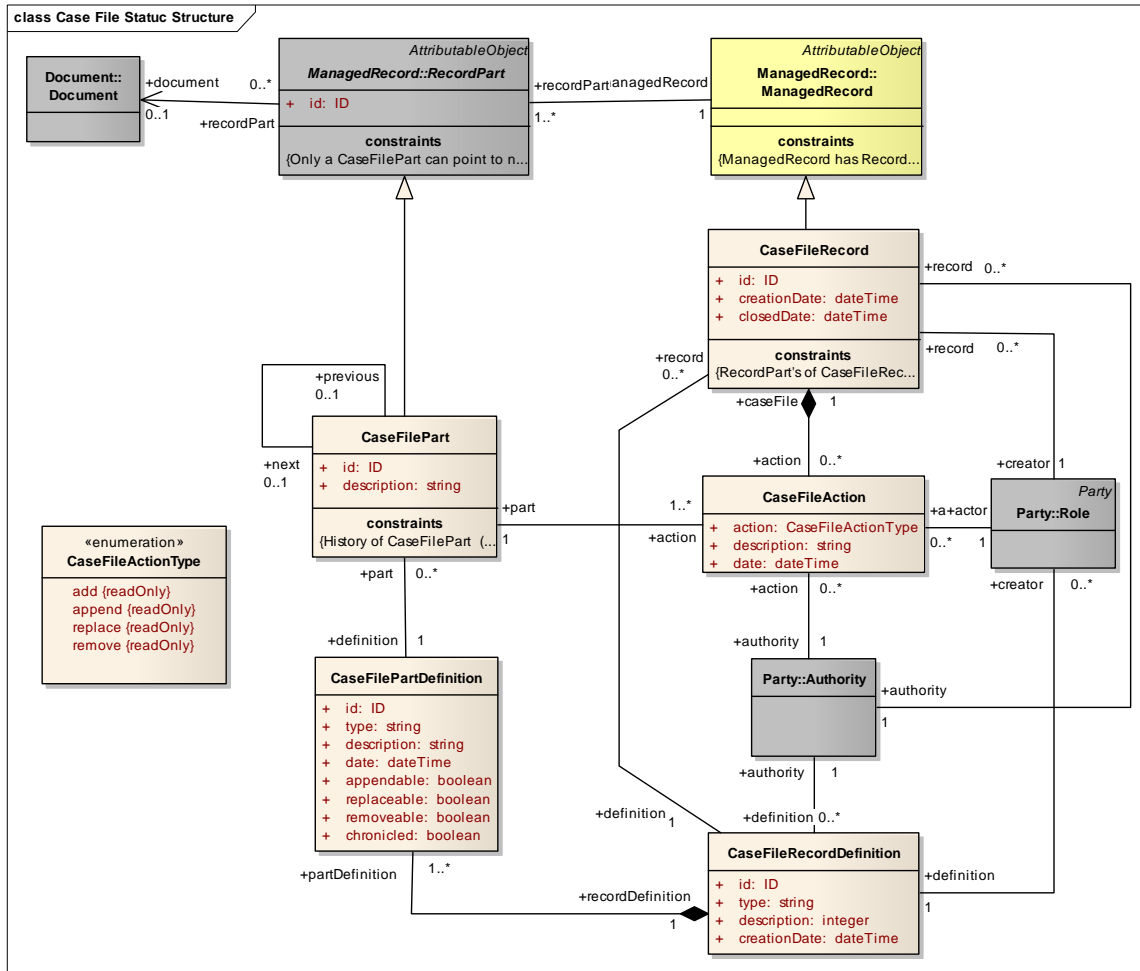 class Case File Statuc Structure
Document::
Document
+document
0..1
0..*
+recordPart
AttributableObject
ManagedRecord::RecordPart
+ id: ID
constraints
{Only a CaseFilePart can point to n...
+recordPart
1..*
anagedRecord
1
AttributableObject
ManagedRecord::
ManagedRecord
constraints
{ManagedRecord has Record...
CaseFileRecord
+ id: ID
+ creationDate: dateTime
+ closedDate: dateTime
constraints
{RecordPart's of CaseFileRec...
+record 0..*
+record 0..*
+record
0..*
+caseFile 1
+previous
0..1
+next
0..1
CaseFilePart
+ id: ID
+ description: string
constraints
{History of CaseFilePart (...
+part
1
1..*
+action
+action 0..*
CaseFileAction
+ action: CaseFileActionType
+ description: string
+ date: dateTime
+a+actor
0..* 1
+creator 1
Party
Party::Role
+creator 0..*
«enumeration»
CaseFileActionType
add {readOnly}
append {readOnly}
replace {readOnly}
remove {readOnly}
+part 0..*
+definition 1
+action 0..*
+authority 1
Party::Authority
+authority
1
CaseFilePartDefinition
+ id: ID
+ type: string
+ description: string
+ date: dateTime
+ appendable: boolean
+ replaceable: boolean
+ removeable: boolean
+ chronicled: boolean
+authority 1
+definition 0..*
+definition
1
+partDefinition 1..*
+recordDefinition
1
CaseFileRecordDefinition
+ id: ID
+ type: string
+ description: integer
+ creationDate: dateTime
+definition
1